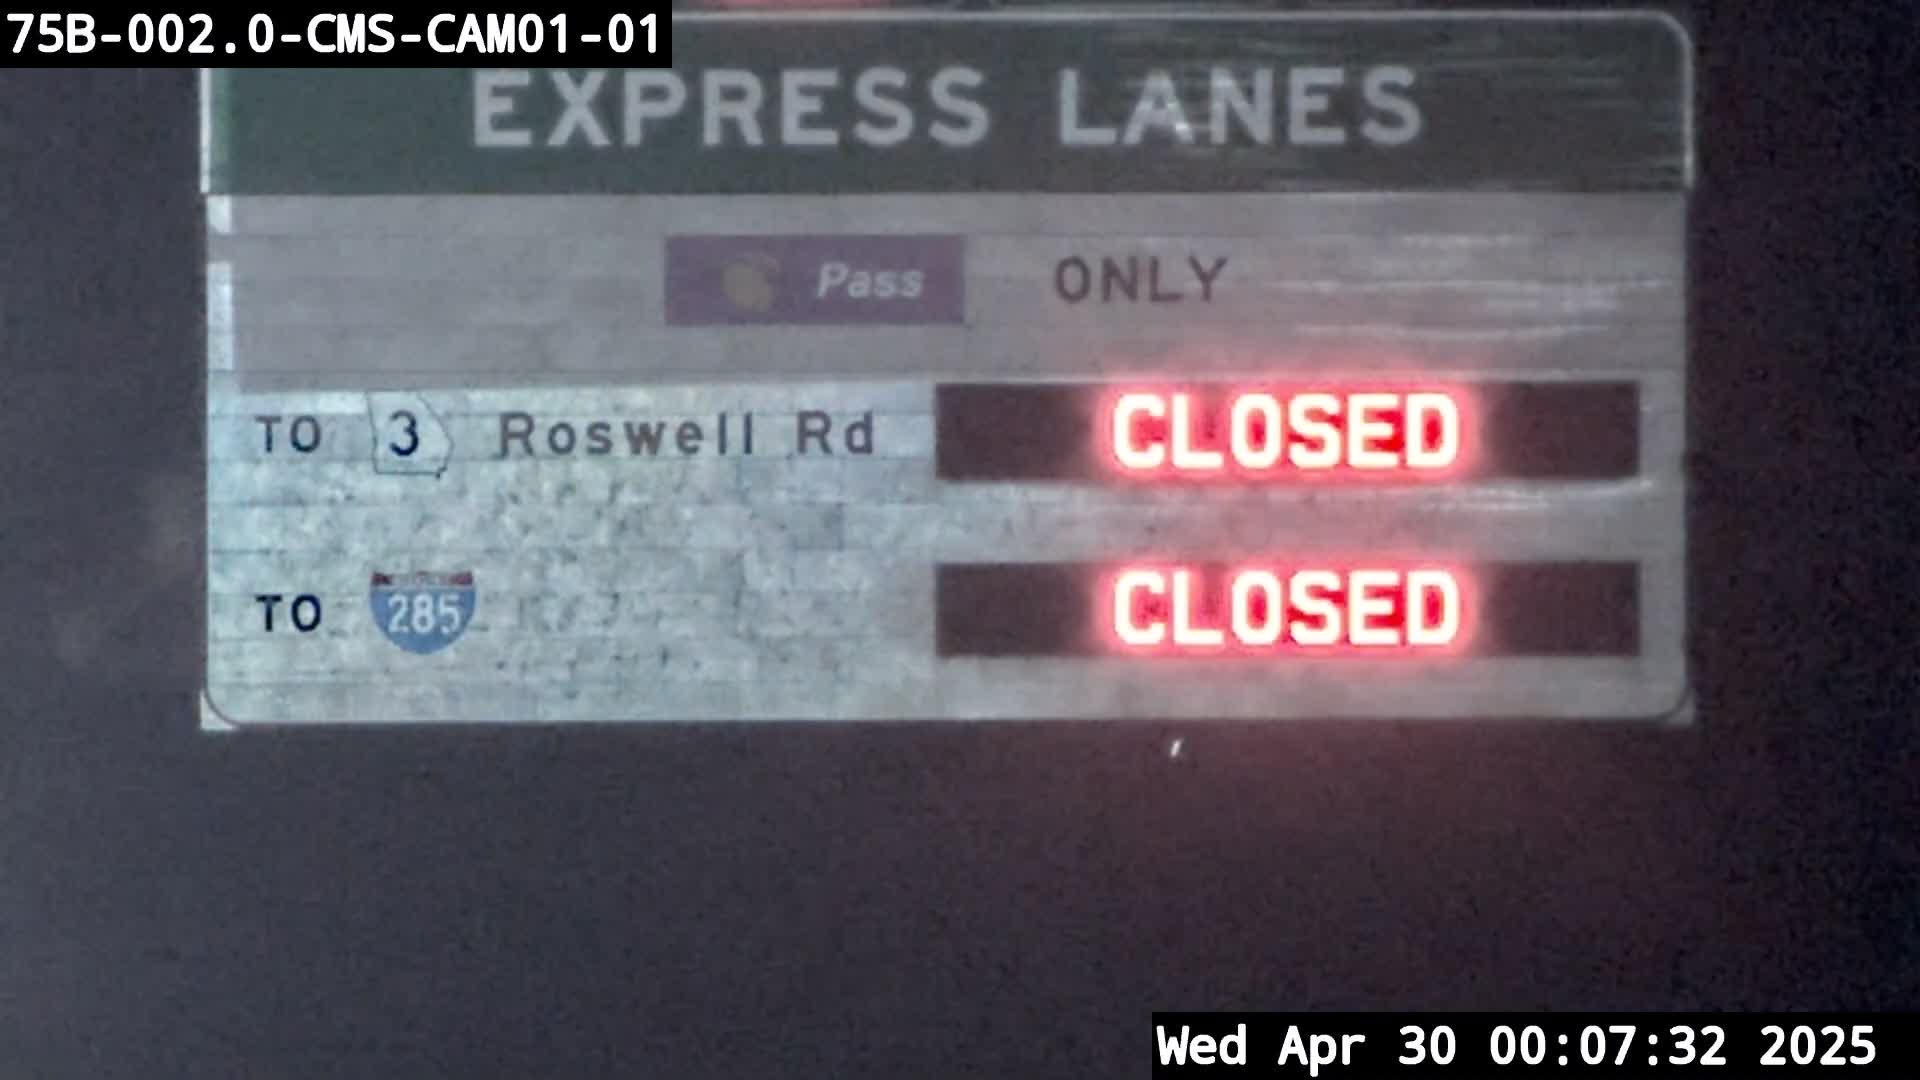 75B-002.0-CMS-CAM01-01
EXPRESS LANES
Pass ONLY
TO 3 Roswell Rd CLOSED
TO 285 CLOSED
Wed Apr 30 00:07:32 2025